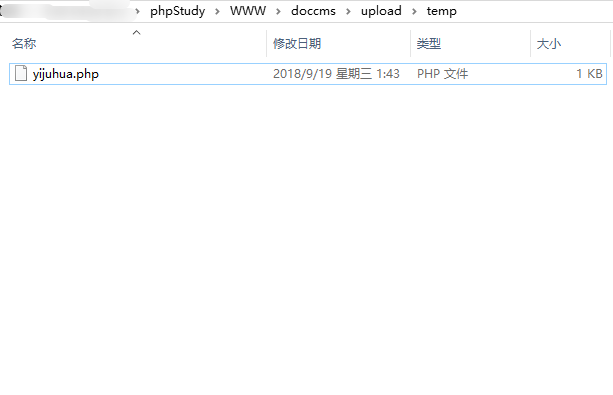 phpStudy > WWW > doccms > upload > temp
名称 修改日期 类型 大小
yijuhua.php 2018/9/19 星期三 1:43 PHP 文件 1 KB